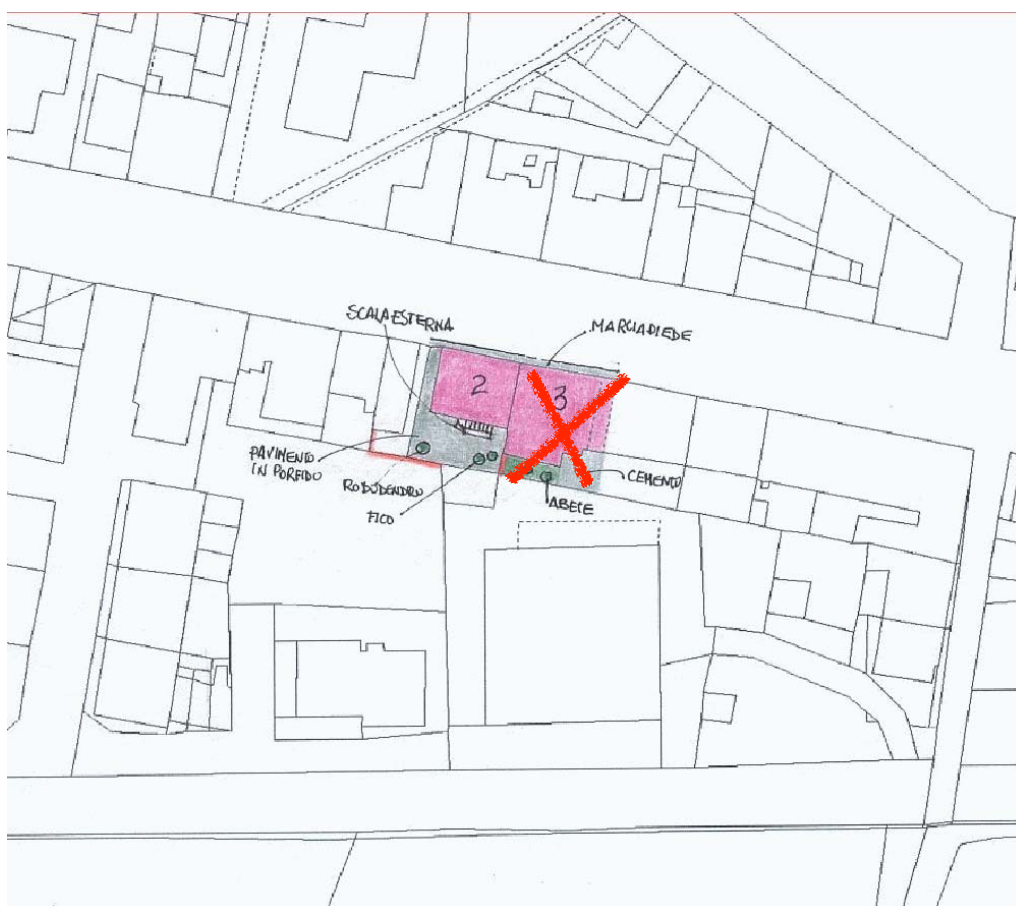 SCALA ESTERNA
MARCIAPIEDE
2
3
PAVIMENTO
IN PORFIDO
RODODENDRO
FICO
CEMENTO
ABETE